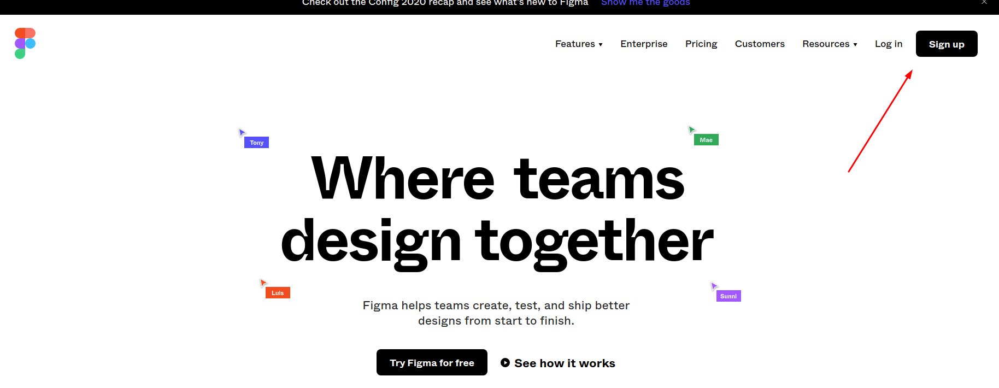 Check out the Config 2020 recap and see what's new to Figma Show me the goods
Features Enterprise Pricing Customers Resources Log in Sign up
Tony
Mae
Where teams
design together
Luis
Sunni
Figma helps teams create, test, and ship better
designs from start to finish.
Try Figma for free See how it works